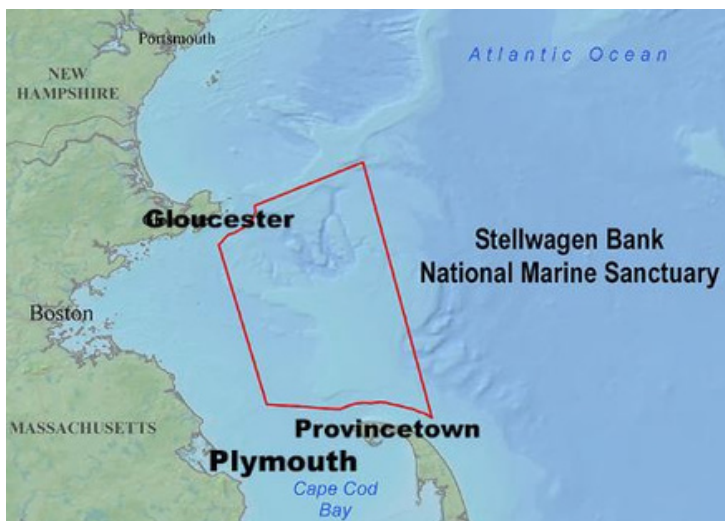 Portsmouth
Atlantic Ocean
NEW
HAMPSHIRE
Gloucester
Stellwagen Bank
National Marine Sanctuary
Boston
MASSACHUSETTS
Provincetown
Plymouth
Cape Cod
Bay